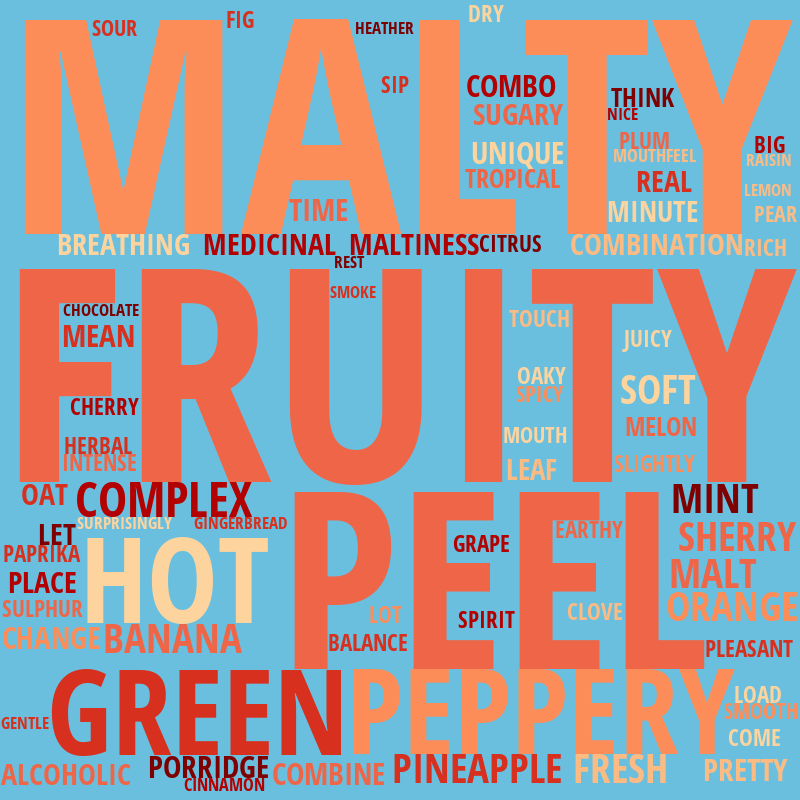 DRY
FIG
SOUR
HEATHER
MALTY
SIP
COMBO
THINK
SUGARY
NICE
PLUM
BIG
UNIQUE
MOUTHFEEL
RAISIN
TROPICAL
REAL
LEMON
TIME
MINUTE
PEAR
BREATHING
MEDICINAL
MALTINESS
CITRUS
COMBINATION
RICH
REST
FRUITY
SMOKE
CHOCOLATE
TOUCH
MEAN
JUICY
OAKY
SPICY
SOFT
CHERRY
MELON
HERBAL
MOUTH
INTENSE
LEAF
SLIGHTLY
OAT
COMPLEX
MINT
SURPRISINGLY
GINGERBREAD
PEEL
LET
PAPRIKA
GRAPE
EARTHY
SHERRY
PLACE
HOT
MALT
SULPHUR
LOT
SPIRIT
CLOVE
ORANGE
CHANGE
BANANA
BALANCE
PLEASANT
GREEN
PEPPERY
LOAD
SMOOTH
GENTLE
COME
ALCOHOLIC
PORRIDGE
CINNAMON
COMBINE
PINEAPPLE
FRESH
PRETTY